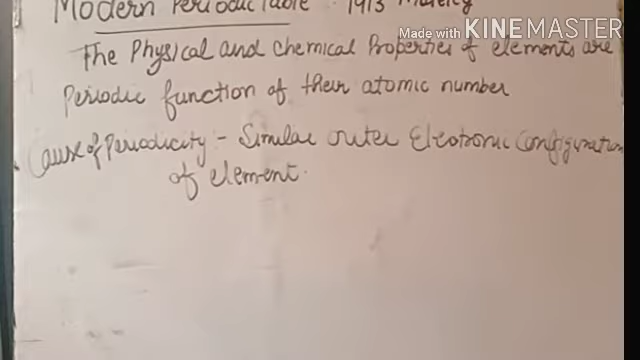 Modern Periodic Table 1913 Moseley
Made with KINEMASTER
The Physical and chemical Properties of elements are
Periodic function of their atomic number
Cause of Periodicity:- Similar outer Electronic Configuration
of element.